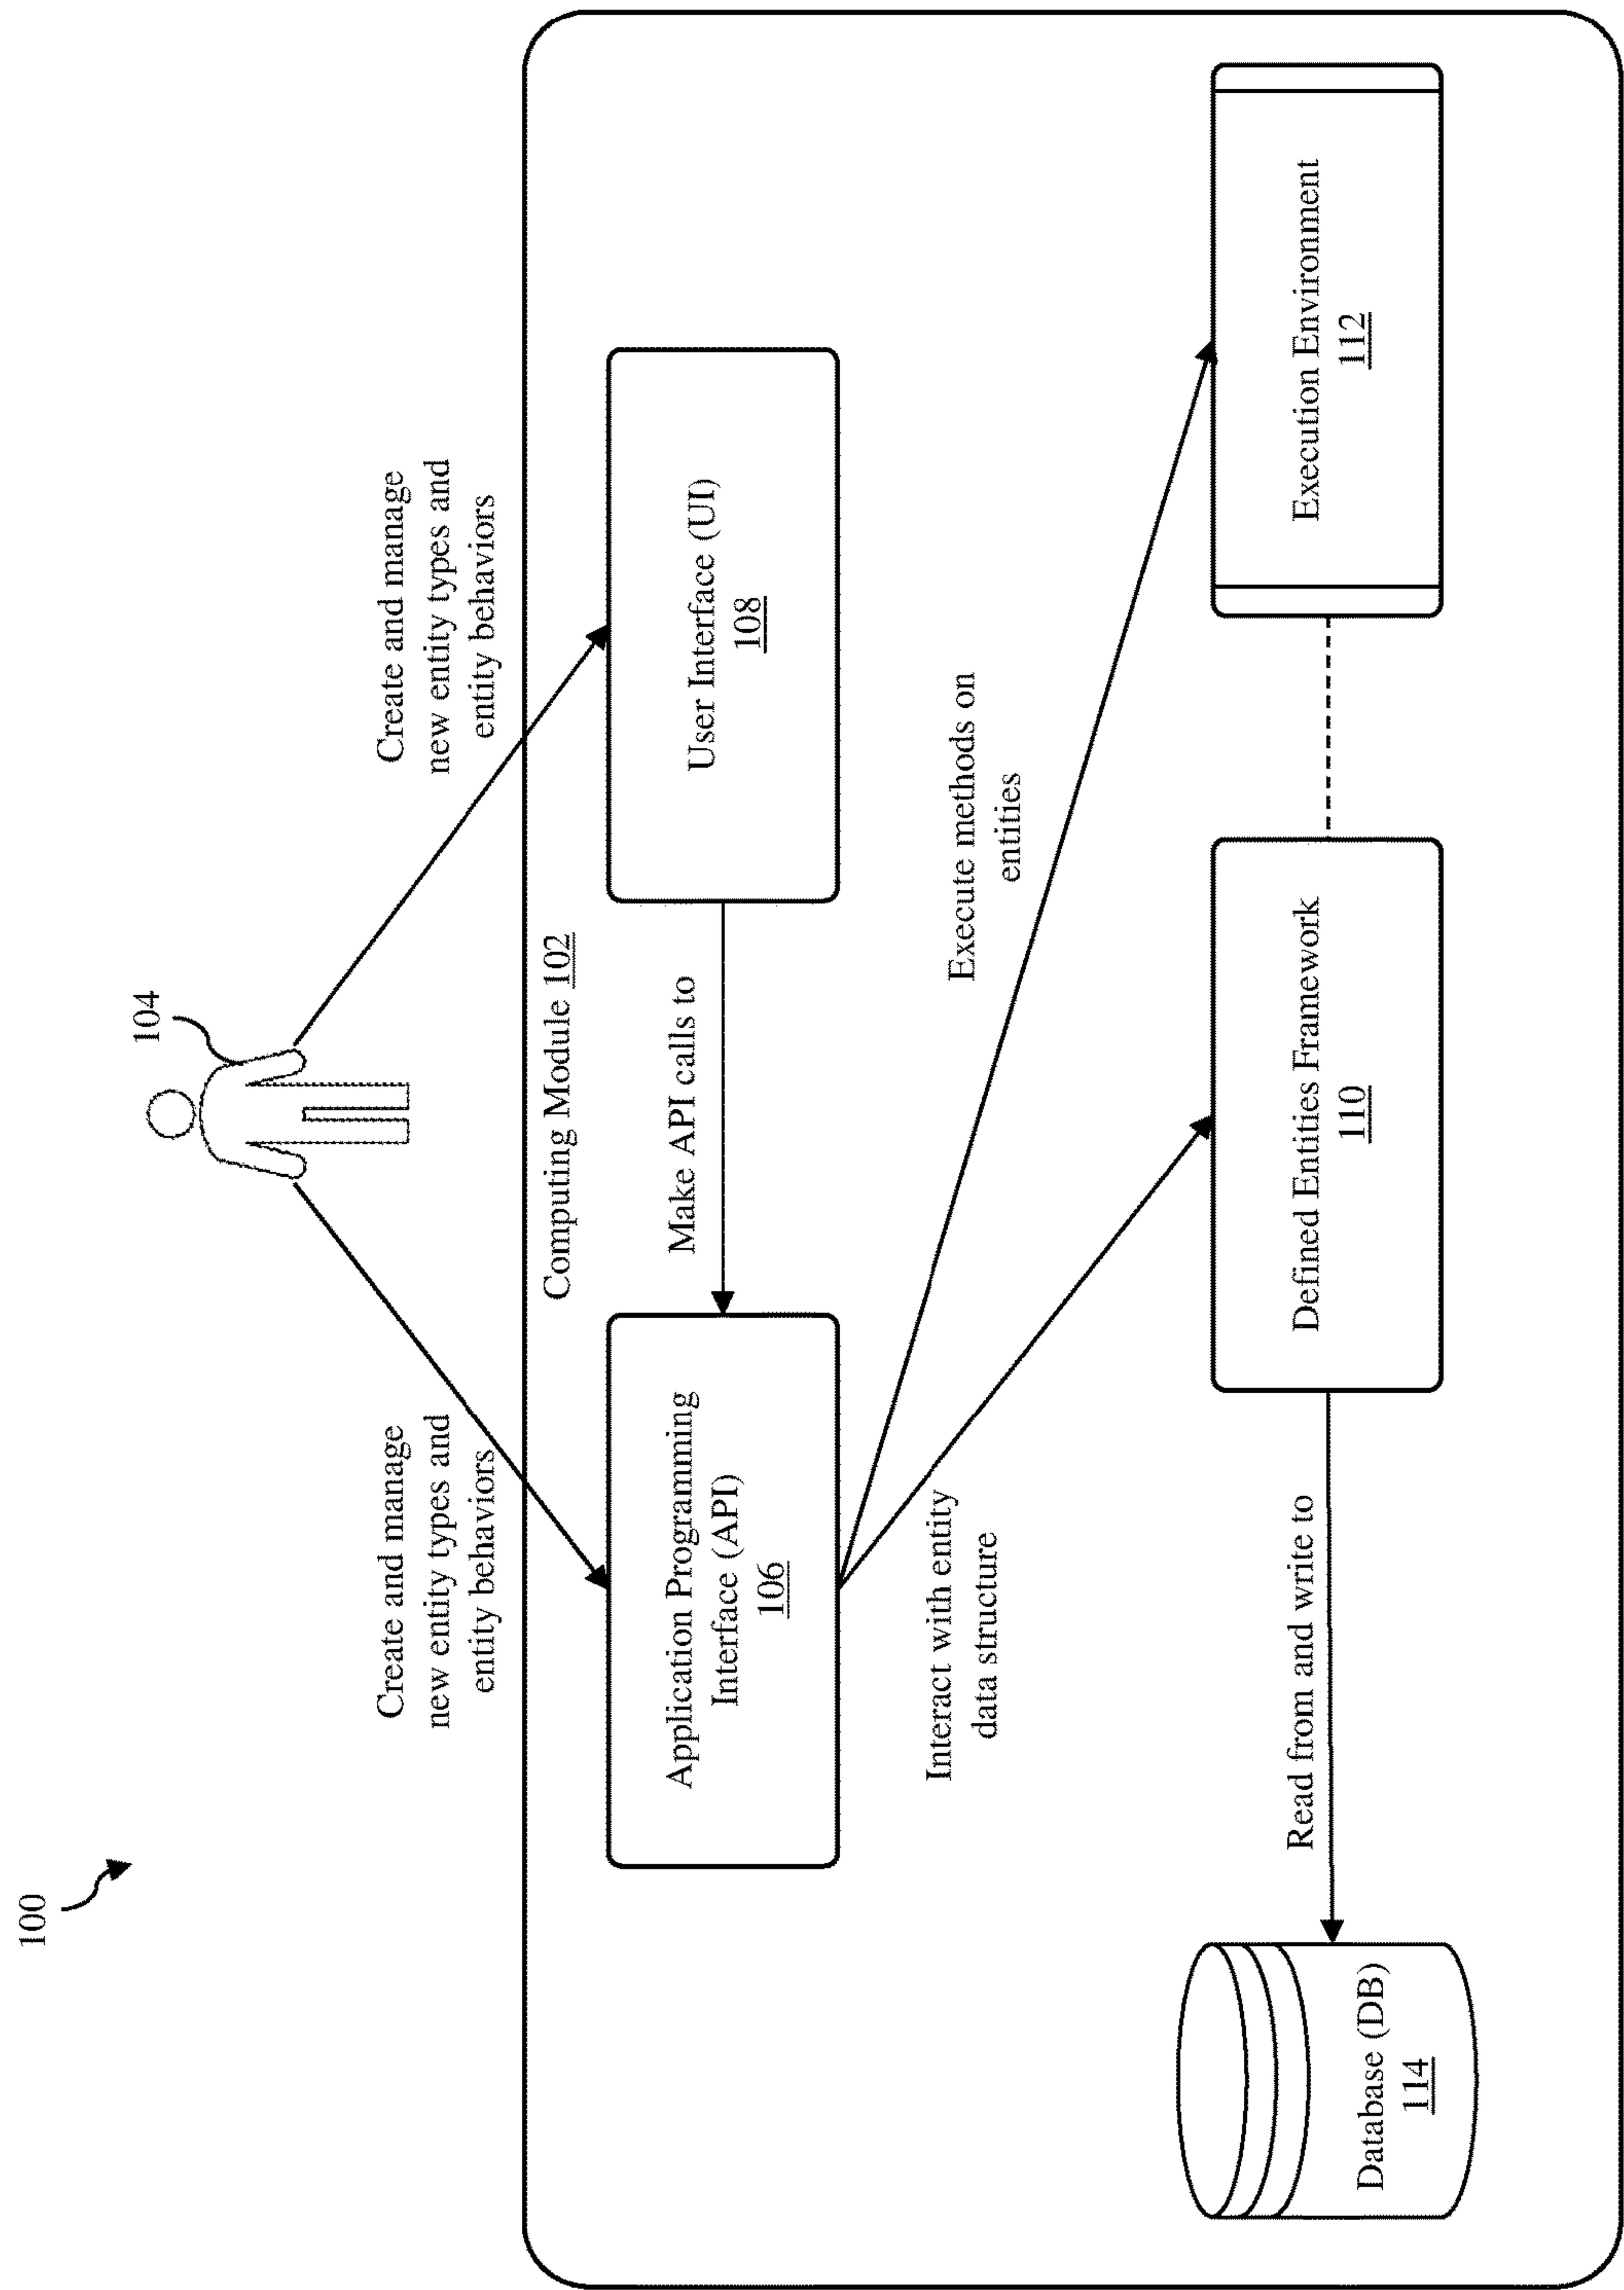 100
104
Create and manage
new entity types and
entity behaviors
Create and manage
new entity types and
entity behaviors
Computing Module 102
Application Programming
Interface (API)
106
Make API calls to
User Interface (UI)
108
Interact with entity
data structure
Execute methods on
entities
Database (DB)
114
Read from and write to
Defined Entities Framework
110
Execution Environment
112